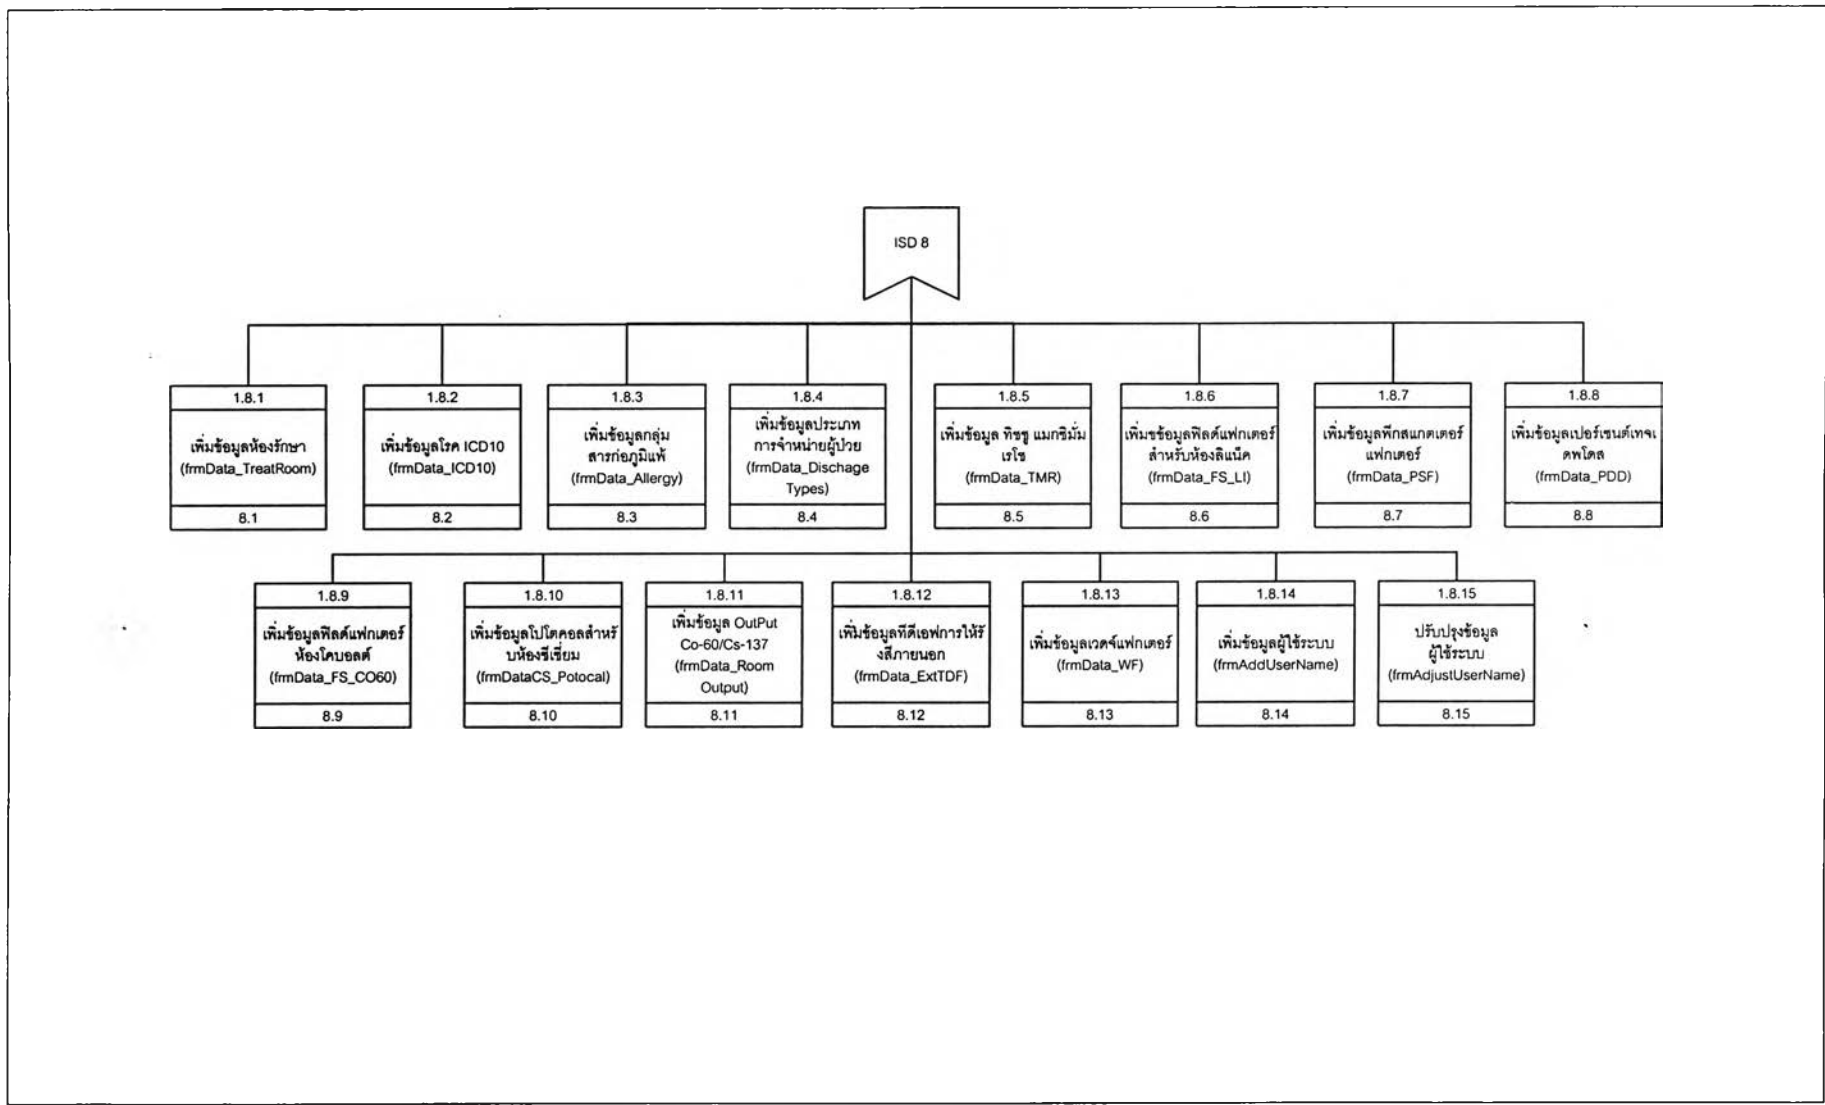 ISD 8
1.8.1
เพิ่มข้อมูลห้องรักษา
(frmData_TreatRoom)
8.1
1.8.2
เพิ่มข้อมูลโรค ICD10
(frmData_ICD10)
8.2
1.8.3
เพิ่มข้อมูลกลุ่ม
สารก่อภูมิแพ้
(frmData_Allergy)
8.3
1.8.4
เพิ่มข้อมูลประเภท
การจำหน่ายผู้ป่วย
(frmData_Dischage
Types)
8.4
1.8.5
เพิ่มข้อมูล ทิชชู แมกซิมั่ม
เรโช
(frmData_TMR)
8.5
1.8.6
เพิ่มขข้อมูลฟิลด์แฟกเตอร์
สำหรับห้องลิแน็ค
(frmData_FS_LI)
8.6
1.8.7
เพิ่มข้อมูลพีกสแกตเตอร์
แฟกเตอร์
(frmData_PSF)
8.7
1.8.8
เพิ่มข้อมูลเปอร์เซนต์เทจเ
ดพโดส
(frmData_PDD)
8.8
1.8.9
เพิ่มข้อมูลฟิลด์แฟกเตอร์
ห้องโคบอลต์
(frmData_FS_CO60)
8.9
1.8.10
เพิ่มข้อมูลโปโตคอลสำหรั
บห้องซีเซี่ยม
(frmDataCS_Potocal)
8.10
1.8.11
เพิ่มข้อมูล OutPut
Co-60/Cs-137
(frmData_Room
Output)
8.11
1.8.12
เพิ่มข้อมูลทีดีเอฟการให้รั
งสีภายนอก
(frmData_ExtTDF)
8.12
1.8.13
เพิ่มข้อมูลเวดจ์แฟกเตอร์
(frmData_WF)
8.13
1.8.14
เพิ่มข้อมูลผู้ใช้ระบบ
(frmAddUserName)
8.14
1.8.15
ปรับปรุงข้อมูล
ผู้ใช้ระบบ
(frmAdjustUserName)
8.15